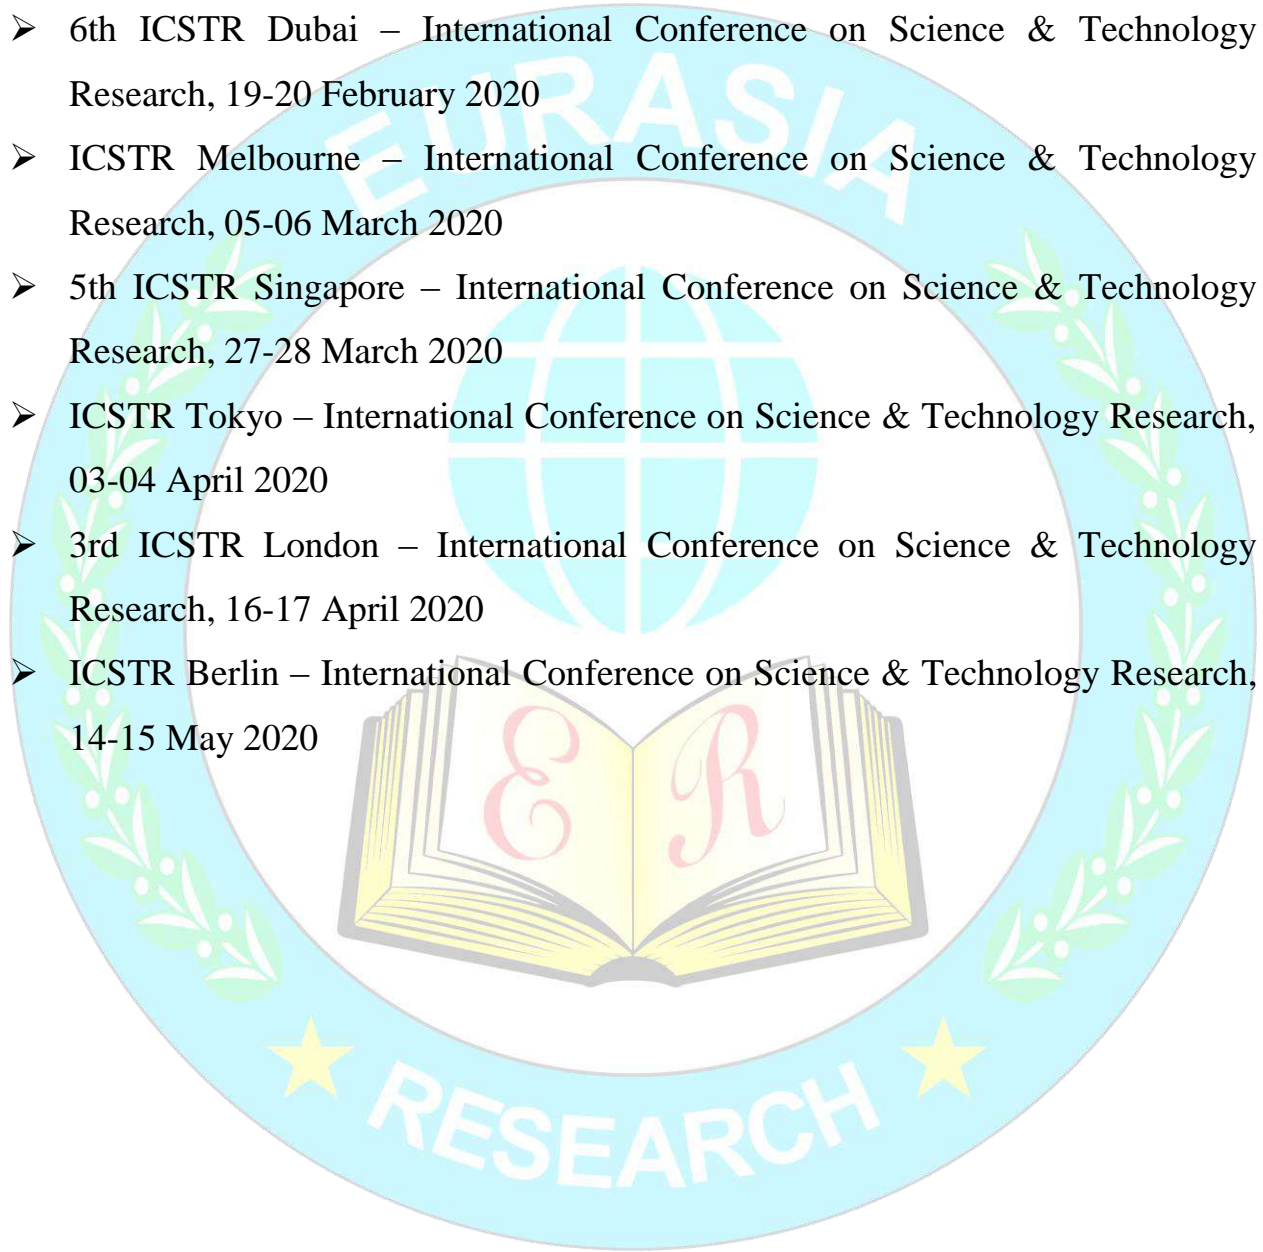 ➢ 6th ICSTR Dubai – International Conference on Science & Technology
Research, 19-20 February 2020
➢ ICSTR Melbourne – International Conference on Science & Technology
Research, 05-06 March 2020
➢ 5th ICSTR Singapore – International Conference on Science & Technology
Research, 27-28 March 2020
➢ ICSTR Tokyo – International Conference on Science & Technology Research,
03-04 April 2020
➢ 3rd ICSTR London – International Conference on Science & Technology
Research, 16-17 April 2020
➢ ICSTR Berlin – International Conference on Science & Technology Research,
14-15 May 2020
EURASIA
E R
RESEARCH